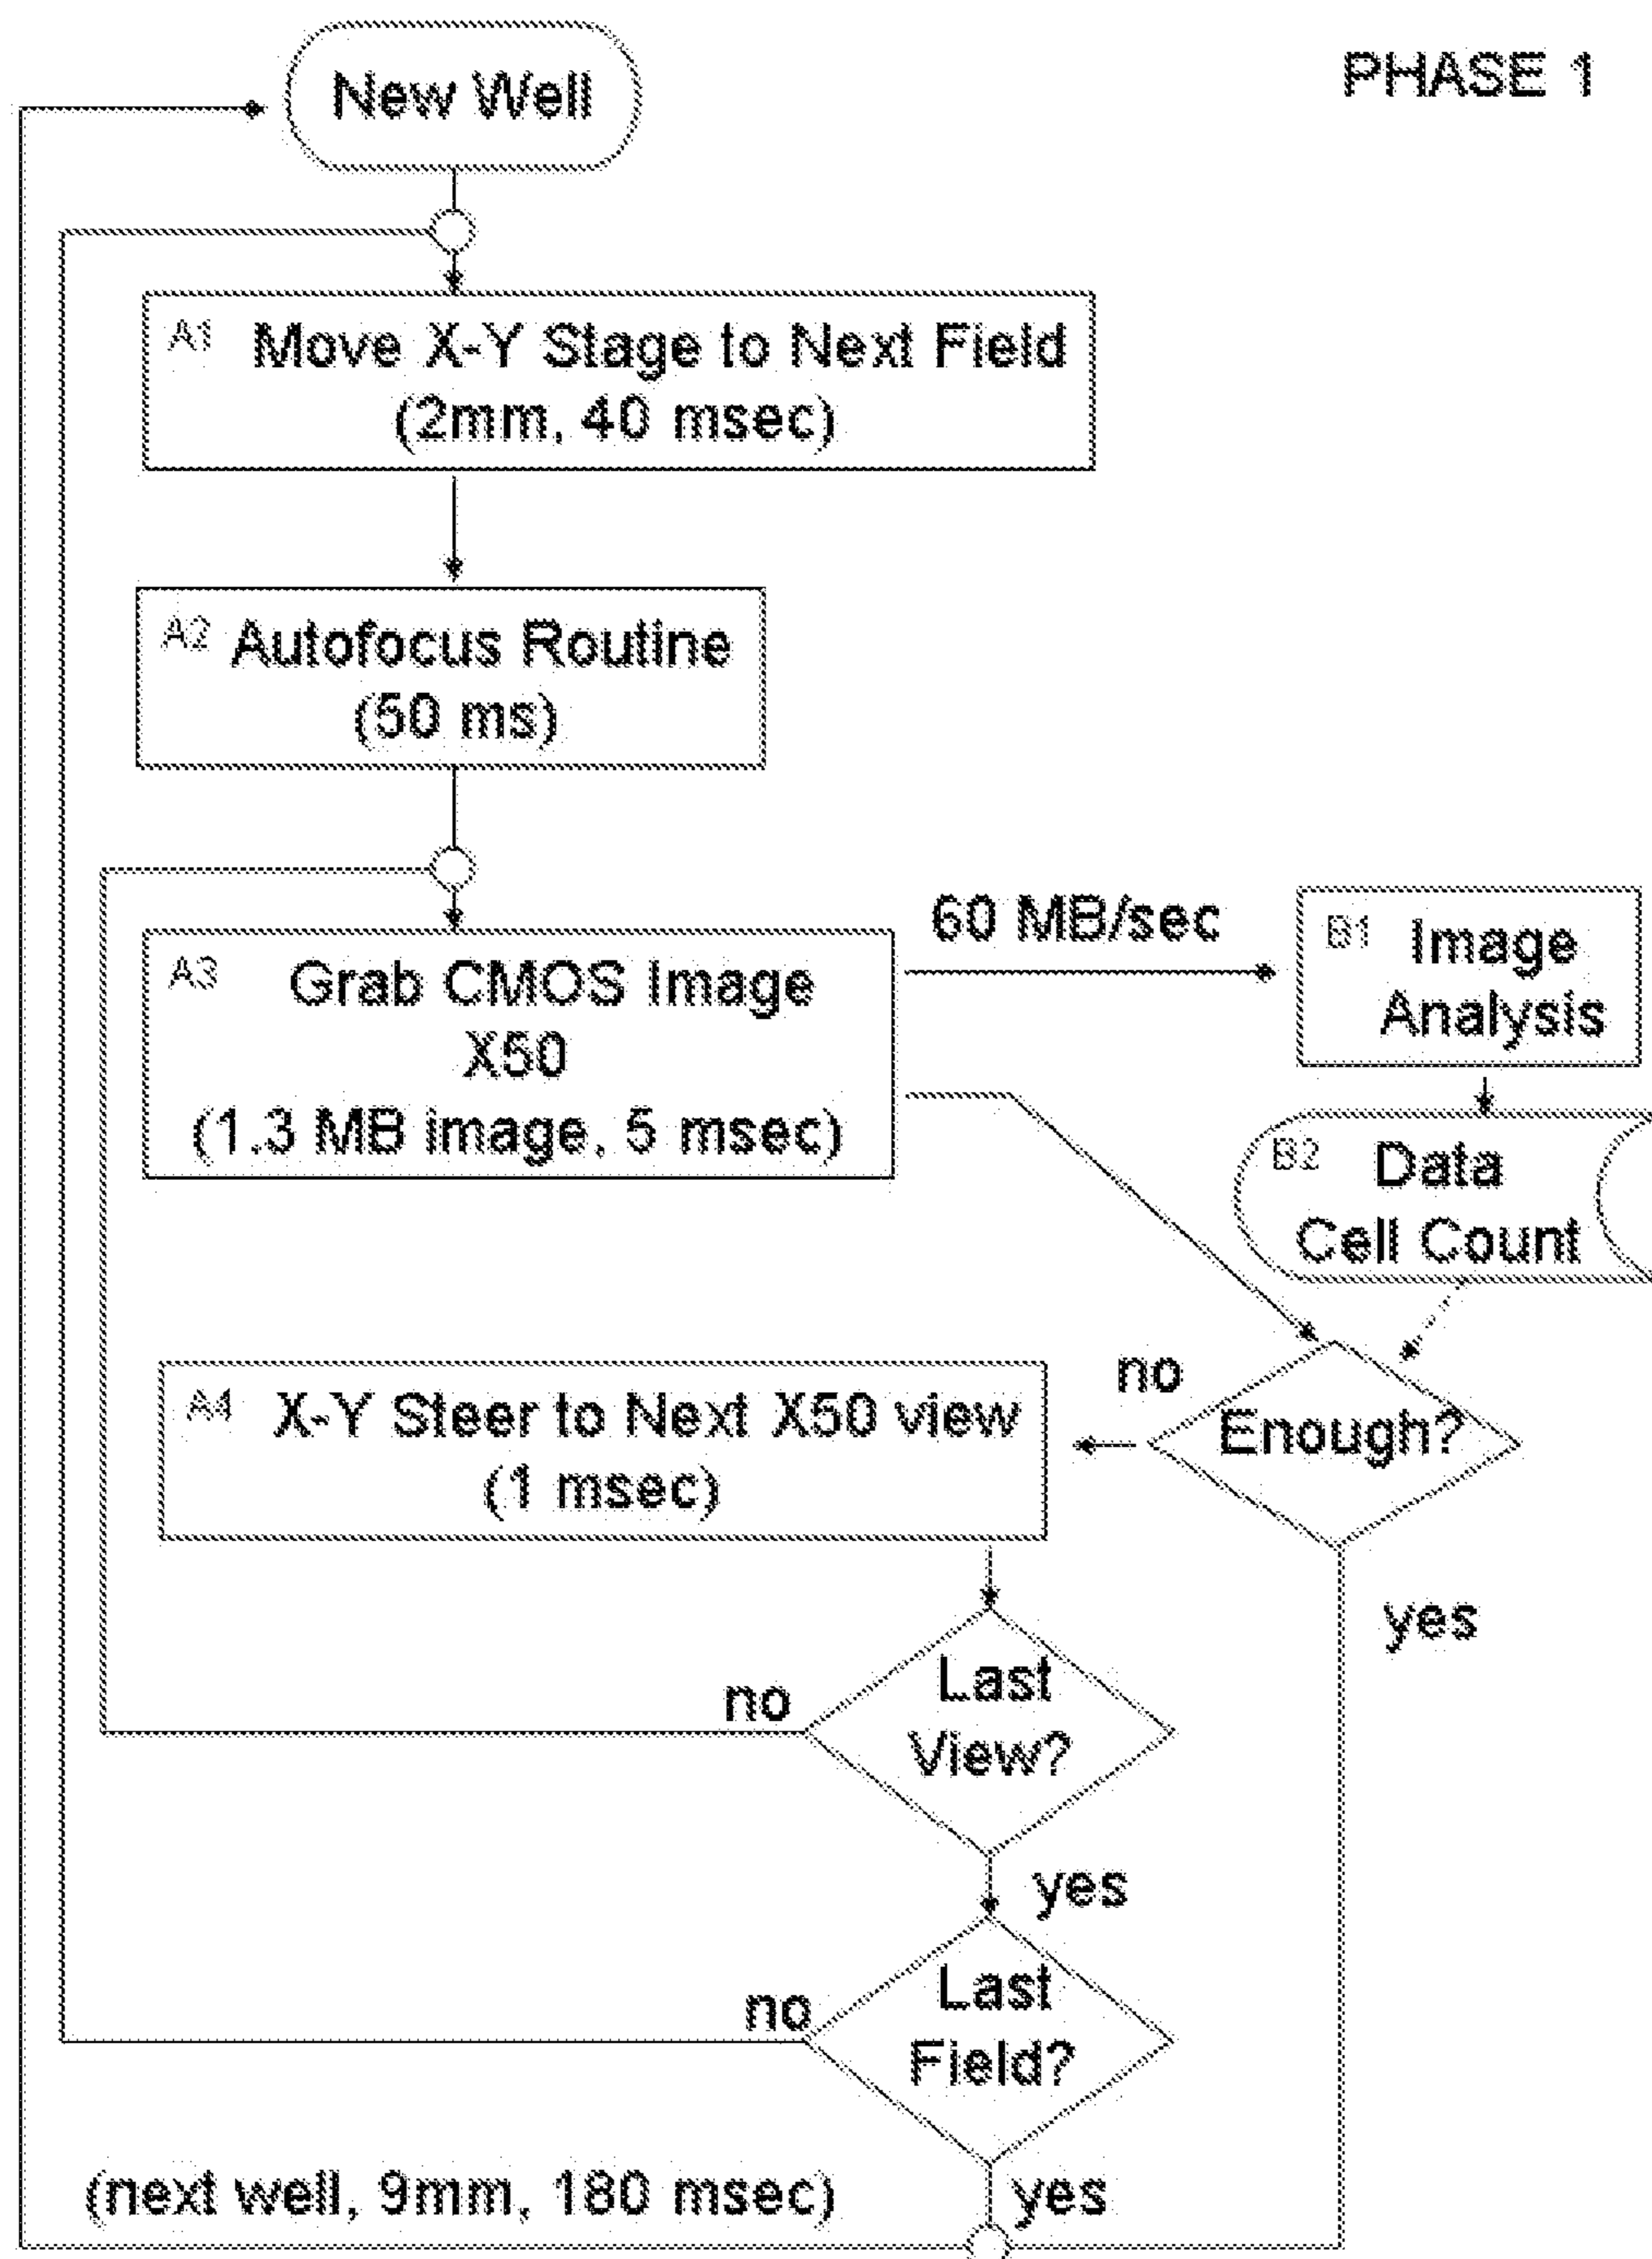 PHASE 1
New Well
A1 Move X-Y Stage to Next Field
(2mm, 40 msec)
A2 Autofocus Routine
(50 ms)
A3 Grab CMOS Image
X50
(1.3 MB image, 5 msec)
60 MB/sec
B1 Image
Analysis
B2 Data
Cell Count
Enough?
no
yes
A4 X-Y Steer to Next X50 view
(1 msec)
Last
View?
no
yes
Last
Field?
no
yes
(next well, 9mm, 180 msec)